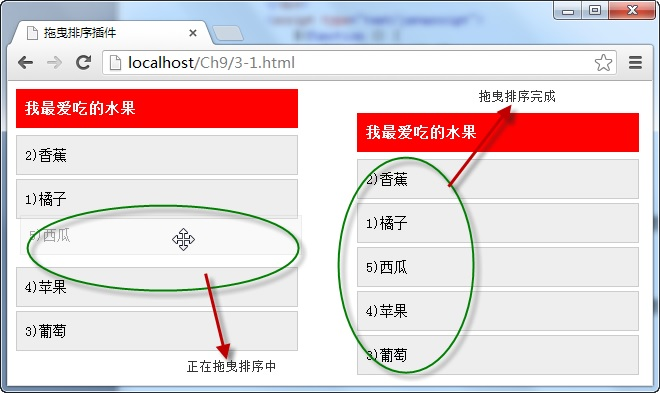 拖曳排序插件
localhost/Ch9/3-1.html
我最爱吃的水果
2)香蕉
1)橘子
5)西瓜
4)苹果
3)葡萄
正在拖曳排序中
拖曳排序完成
我最爱吃的水果
2)香蕉
1)橘子
5)西瓜
4)苹果
3)葡萄